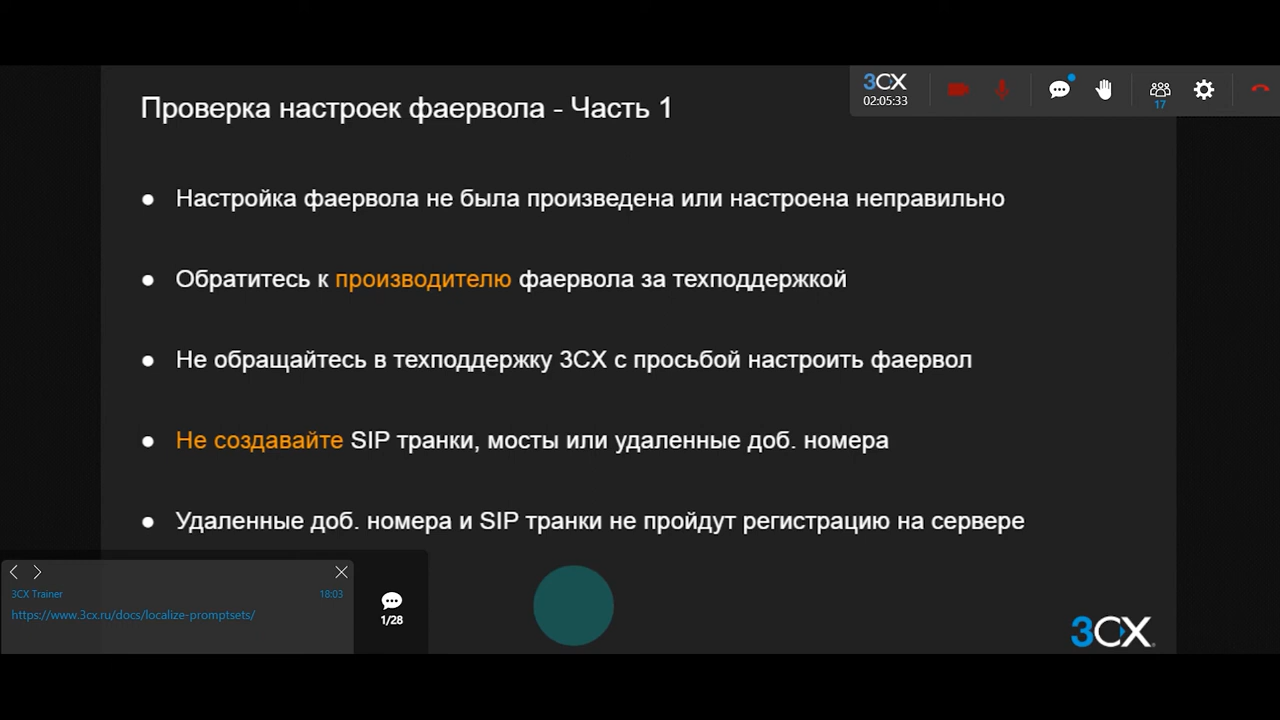 Проверка настроек фаервола - Часть 1
3CX
02:05:33
17
● Настройка фаервола не была произведена или настроена неправильно
● Обратитесь к производителю фаервола за техподдержкой
● Не обращайтесь в техподдержку 3CX с просьбой настроить фаервол
● Не создавайте SIP транки, мосты или удаленные доб. номера
● Удаленные доб. номера и SIP транки не пройдут регистрацию на сервере
3CX Trainer 18:03
https://www.3cx.ru/docs/localize-promptsets/
1/28
3CX